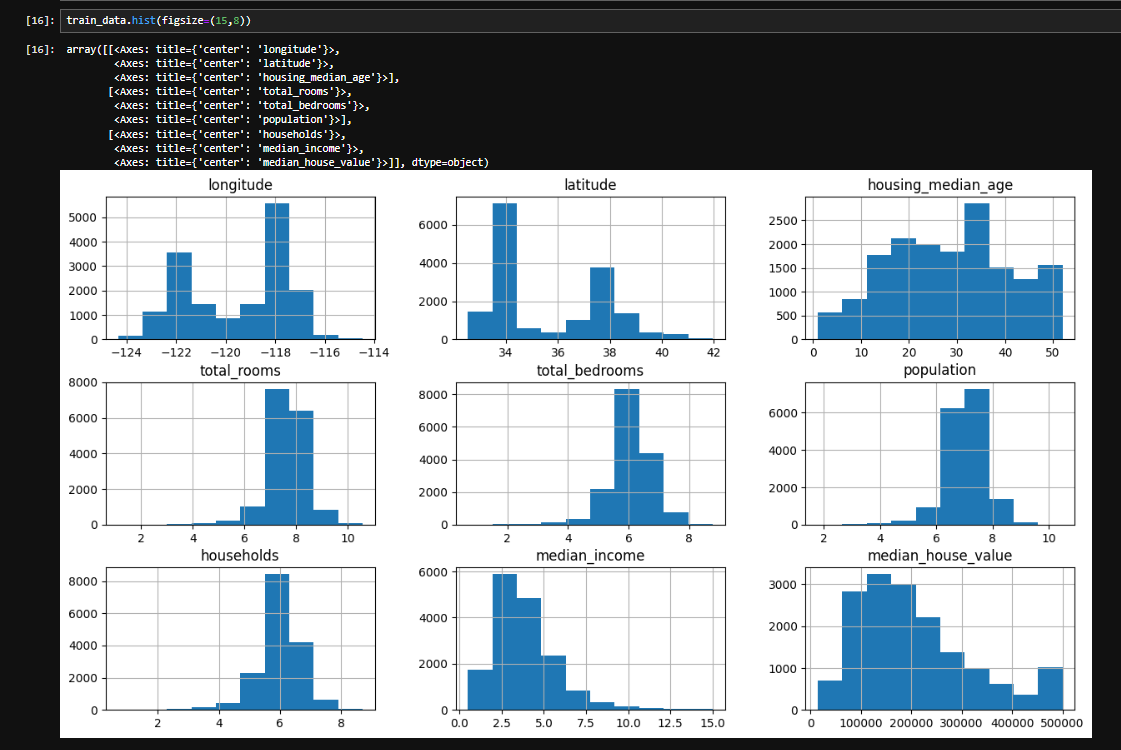 [16]: train_data.hist(figsize=(15,8))
[16]: array([[<Axes: title={'center': 'longitude'}>,
<Axes: title={'center': 'latitude'}>,
<Axes: title={'center': 'housing_median_age'}>],
[<Axes: title={'center': 'total_rooms'}>,
<Axes: title={'center': 'total_bedrooms'}>,
<Axes: title={'center': 'population'}>],
[<Axes: title={'center': 'households'}>,
<Axes: title={'center': 'median_income'}>,
<Axes: title={'center': 'median_house_value'}>]], dtype=object)
longitude
5000
4000
3000
2000
1000
0
−124 −122 −120 −118 −116 −114
latitude
6000
4000
2000
0
34 36 38 40 42
housing_median_age
2500
2000
1500
1000
500
0
0 10 20 30 40 50
total_rooms
8000
6000
4000
2000
0
2 4 6 8 10
total_bedrooms
8000
6000
4000
2000
0
2 4 6 8
population
6000
4000
2000
0
2 4 6 8 10
households
8000
6000
4000
2000
0
2 4 6 8
median_income
6000
4000
2000
0
0.0 2.5 5.0 7.5 10.0 12.5 15.0
median_house_value
3000
2000
1000
0
0 100000 200000 300000 400000 500000